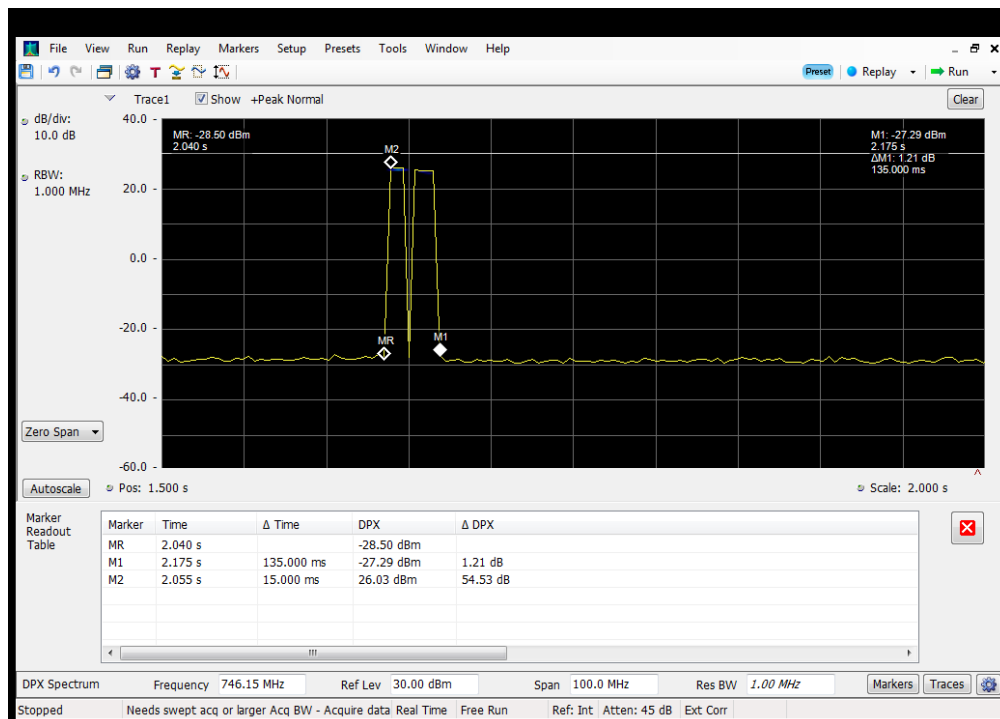 File View Run Replay Markers Setup Presets Tools Window Help
Preset Replay Run
Trace1 Show +Peak Normal Clear
dB/div:
10.0 dB
RBW:
1.000 MHz
40.0
20.0
0.0
-20.0
-40.0
-60.0
MR: -28.50 dBm
2.040 s
M1: -27.29 dBm
2.175 s
ΔM1: 1.21 dB
135.000 ms
M2
MR
M1
Zero Span
Autoscale Pos: 1.500 s Scale: 2.000 s
Marker
Readout
Table
Marker Time Δ Time DPX Δ DPX
MR 2.040 s -28.50 dBm
M1 2.175 s 135.000 ms -27.29 dBm 1.21 dB
M2 2.055 s 15.000 ms 26.03 dBm 54.53 dB
DPX Spectrum Frequency 746.15 MHz Ref Lev 30.00 dBm Span 100.0 MHz Res BW 1.00 MHz Markers Traces
Stopped Needs swept acq or larger Acq BW - Acquire data Real Time Free Run Ref: Int Atten: 45 dB Ext Corr